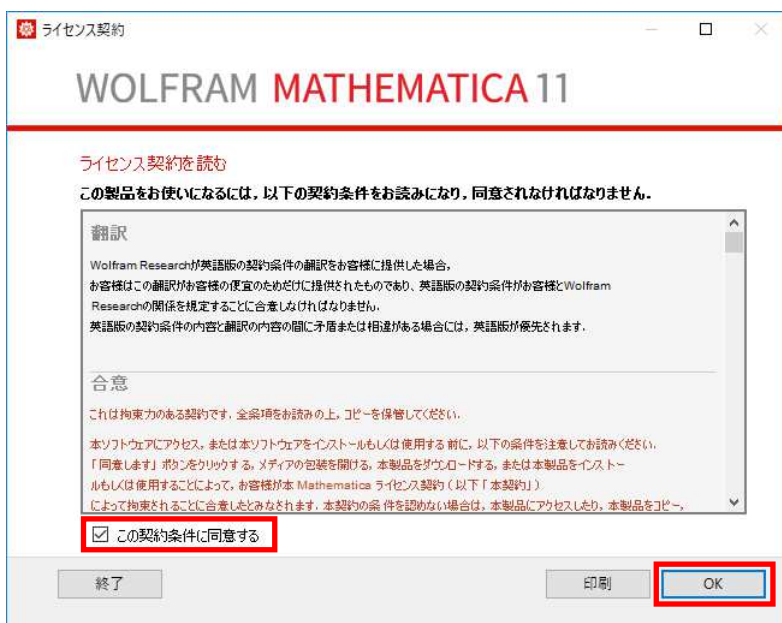 ライセンス契約
WOLFRAM MATHEMATICA 11
ライセンス契約を読む
この製品をお使いになるには，以下の契約条件をお読みになり，同意されなければなりません．
翻訳
Wolfram Researchが英語版の契約条件の翻訳をお客様に提供した場合，
お客様はこの翻訳がお客様の便宜のためだけに提供されたものであり、英語版の契約条件がお客様とWolfram
Researchの関係を規定することに合意しなければなりません．
英語版の契約条件の内容と翻訳の内容の間に矛盾または相違がある場合には，英語版が優先されます．
合意
これは拘束力のある契約です．全条項をお読みの上，コピーを保管してください．
本ソフトウェアにアクセス，または本ソフトウェアをインストールもしくは使用する前に，以下の条件を注意してお読みください．
「同意します」ボタンをクリックする，メディアの包装を開ける，本製品をダウンロードする，または本製品をインストー
ルもしくは使用することによって，お客様が本 Mathematica ライセンス契約（以下「本契約」）
によって拘束されることに合意したとみなされます．本契約の条件を認めない場合は，本製品にアクセスしたり，本製品をコピー，
この契約条件に同意する
終了
印刷
OK